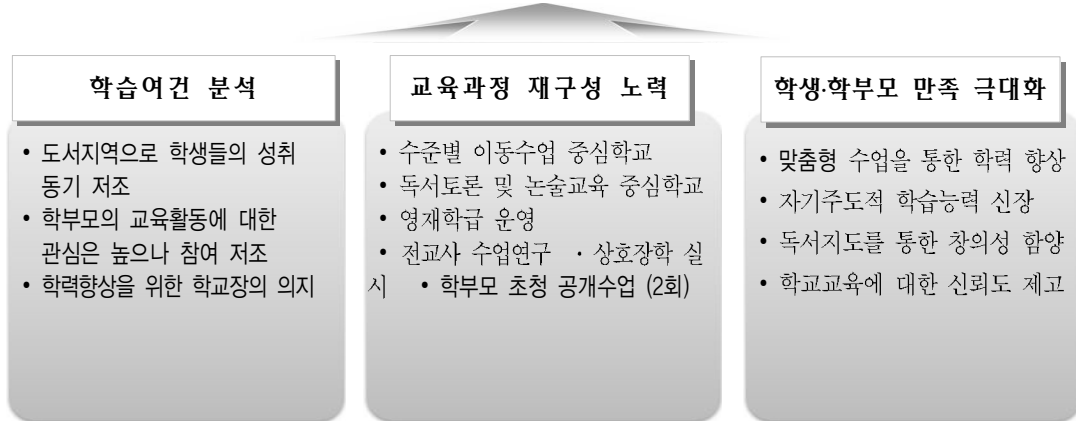 학습여건 분석
• 도서지역으로 학생들의 성취
동기 저조
• 학부모의 교육활동에 대한
관심은 높으나 참여 저조
• 학력향상을 위한 학교장의 의지
교육과정 재구성 노력
• 수준별 이동수업 중심학교
• 독서토론 및 논술교육 중심학교
• 영재학급 운영
• 전교사 수업연구 · 상호장학 실
시 • 학부모 초청 공개수업 (2회)
학생·학부모 만족 극대화
• 맞춤형 수업을 통한 학력 향상
• 자기주도적 학습능력 신장
• 독서지도를 통한 창의성 함양
• 학교교육에 대한 신뢰도 제고